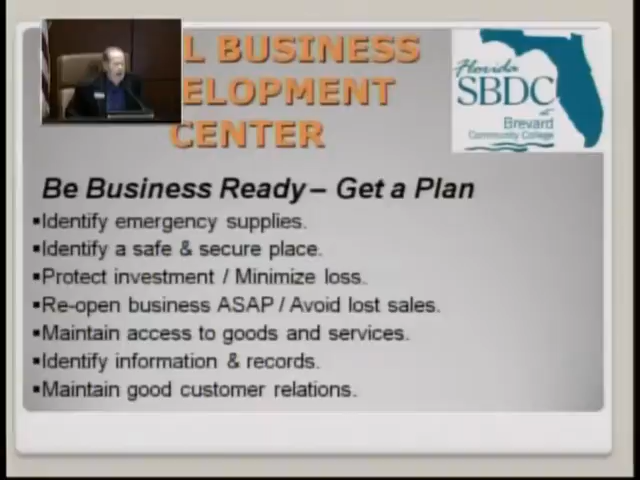 L BUSINESS
ELOPMENT
CENTER
Florida
SBDC
at
Brevard
Community College
Be Business Ready – Get a Plan
▪Identify emergency supplies.
▪Identify a safe & secure place.
▪Protect investment / Minimize loss.
▪Re-open business ASAP / Avoid lost sales.
▪Maintain access to goods and services.
▪Identify information & records.
▪Maintain good customer relations.